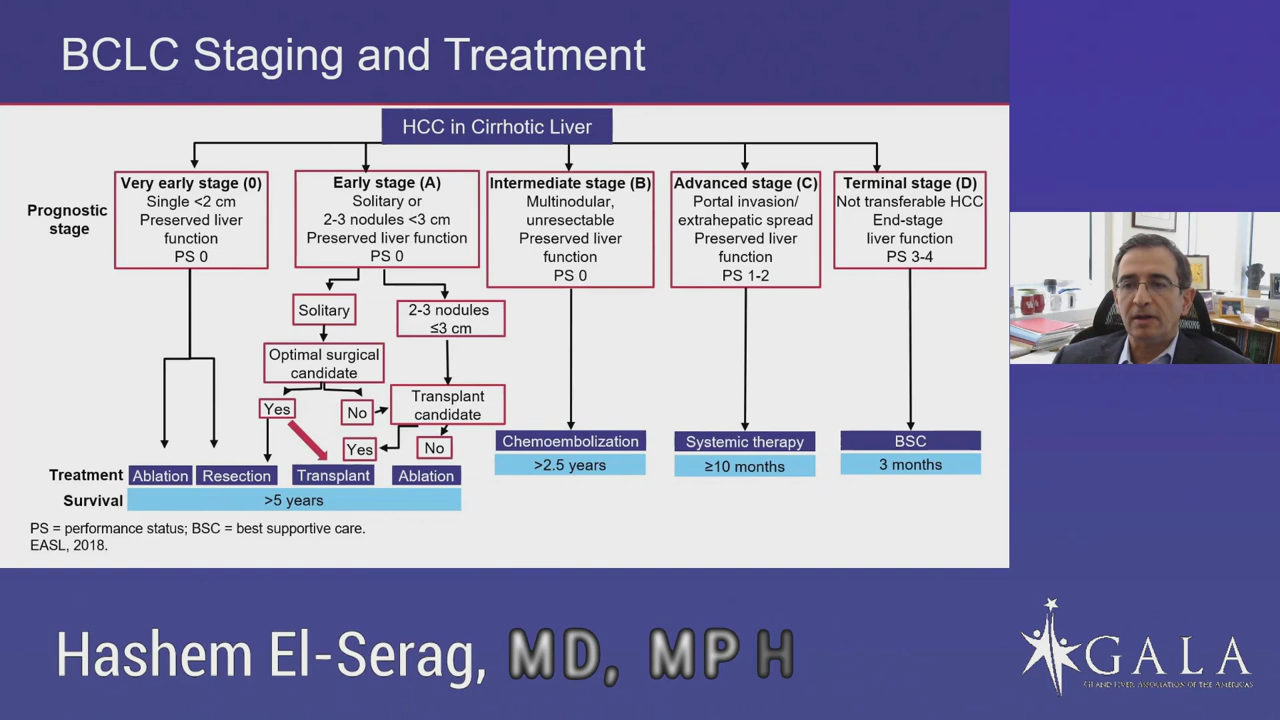 BCLC Staging and Treatment
HCC in Cirrhotic Liver
Prognostic
stage
Very early stage (0)
Single <2 cm
Preserved liver
function
PS 0
Early stage (A)
Solitary or
2-3 nodules <3 cm
Preserved liver function
PS 0
Intermediate stage (B)
Multinodular,
unresectable
Preserved liver
function
PS 0
Advanced stage (C)
Portal invasion/
extrahepatic spread
Preserved liver
function
PS 1-2
Terminal stage (D)
Not transferable HCC
End-stage
liver function
PS 3-4
Solitary
2-3 nodules
≤3 cm
Optimal surgical
candidate
Transplant
candidate
Yes
No
Yes
No
Treatment
Ablation
Resection
Transplant
Ablation
Chemoembolization
Systemic therapy
BSC
Survival
>5 years
>2.5 years
≥10 months
3 months
PS = performance status; BSC = best supportive care.
EASL, 2018.
Hashem El-Serag, MD, MPH
GALA
GI AND LIVER ASSOCIATION OF THE AMERICAS